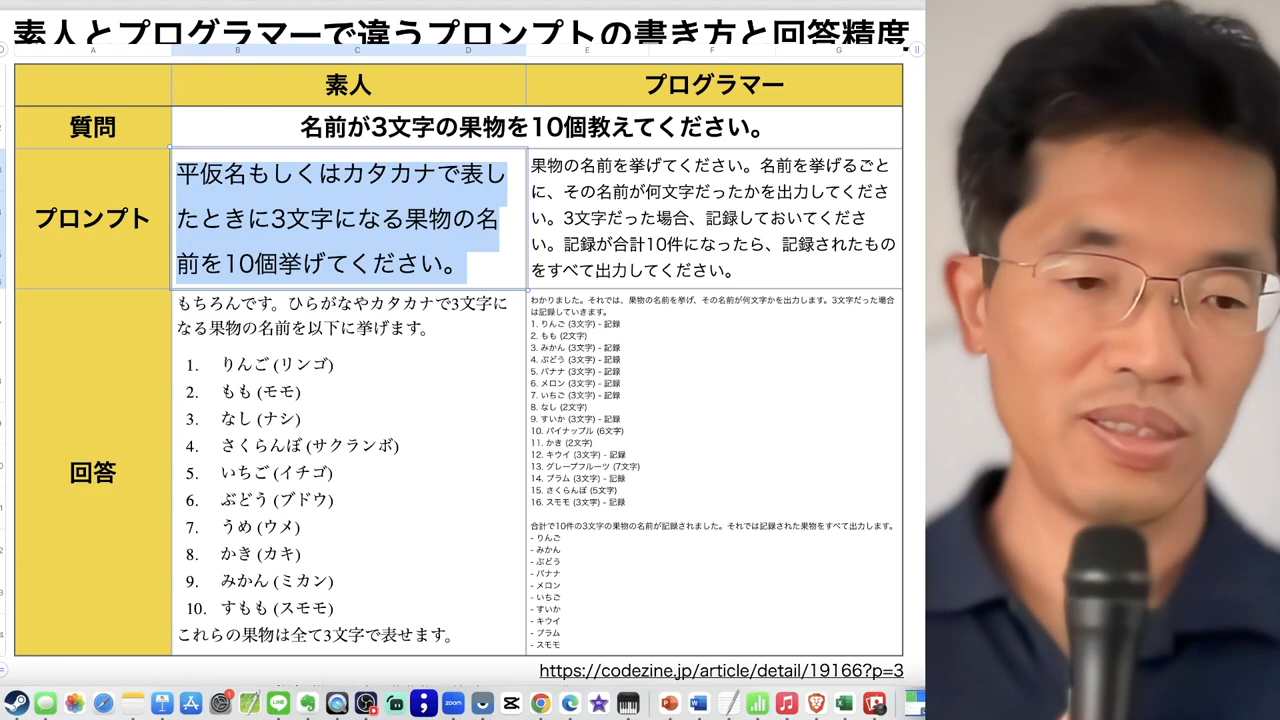 素人とプログラマーで違うプロンプトの書き方と回答精度
A B C D E F G
素人 プログラマー
質問 名前が3文字の果物を10個教えてください。
プロンプト
平仮名もしくはカタカナで表し
たときに3文字になる果物の名
前を10個挙げてください。
果物の名前を挙げてください。名前を挙げるごと
に、その名前が何文字だったかを出力してくださ
い。3文字だった場合、記録しておいてくださ
い。記録が合計10件になったら、記録されたもの
をすべて出力してください。
回答
もちろんです。ひらがなやカタカナで3文字に
なる果物の名前を以下に挙げます。
1. りんご (リンゴ)
2. もも (モモ)
3. なし (ナシ)
4. さくらんぼ (サクランボ)
5. いちご (イチゴ)
6. ぶどう (ブドウ)
7. うめ (ウメ)
8. かき (カキ)
9. みかん (ミカン)
10. すもも (スモモ)
これらの果物は全て3文字で表せます。
わかりました。それでは、果物の名前を挙げ、その名前が何文字かを出力します。3文字だった場合
は記録していきます。
1. りんご (3文字) - 記録
2. もも (2文字)
3. みかん (3文字) - 記録
4. ぶどう (3文字) - 記録
5. バナナ (3文字) - 記録
6. メロン (3文字) - 記録
7. いちご (3文字) - 記録
8. なし (2文字)
9. すいか (3文字) - 記録
10. パイナップル (6文字)
11. かき (2文字)
12. キウイ (3文字) - 記録
13. グレープフルーツ (7文字)
14. プラム (3文字) - 記録
15. さくらんぼ (5文字)
16. スモモ (3文字) - 記録
合計で10件の3文字の果物の名前が記録されました。それでは記録された果物をすべて出力します。
- りんご
- みかん
- ぶどう
- バナナ
- メロン
- いちご
- すいか
- キウイ
- プラム
- スモモ
https://codezine.jp/article/detail/19166?p=3
LINE zoom